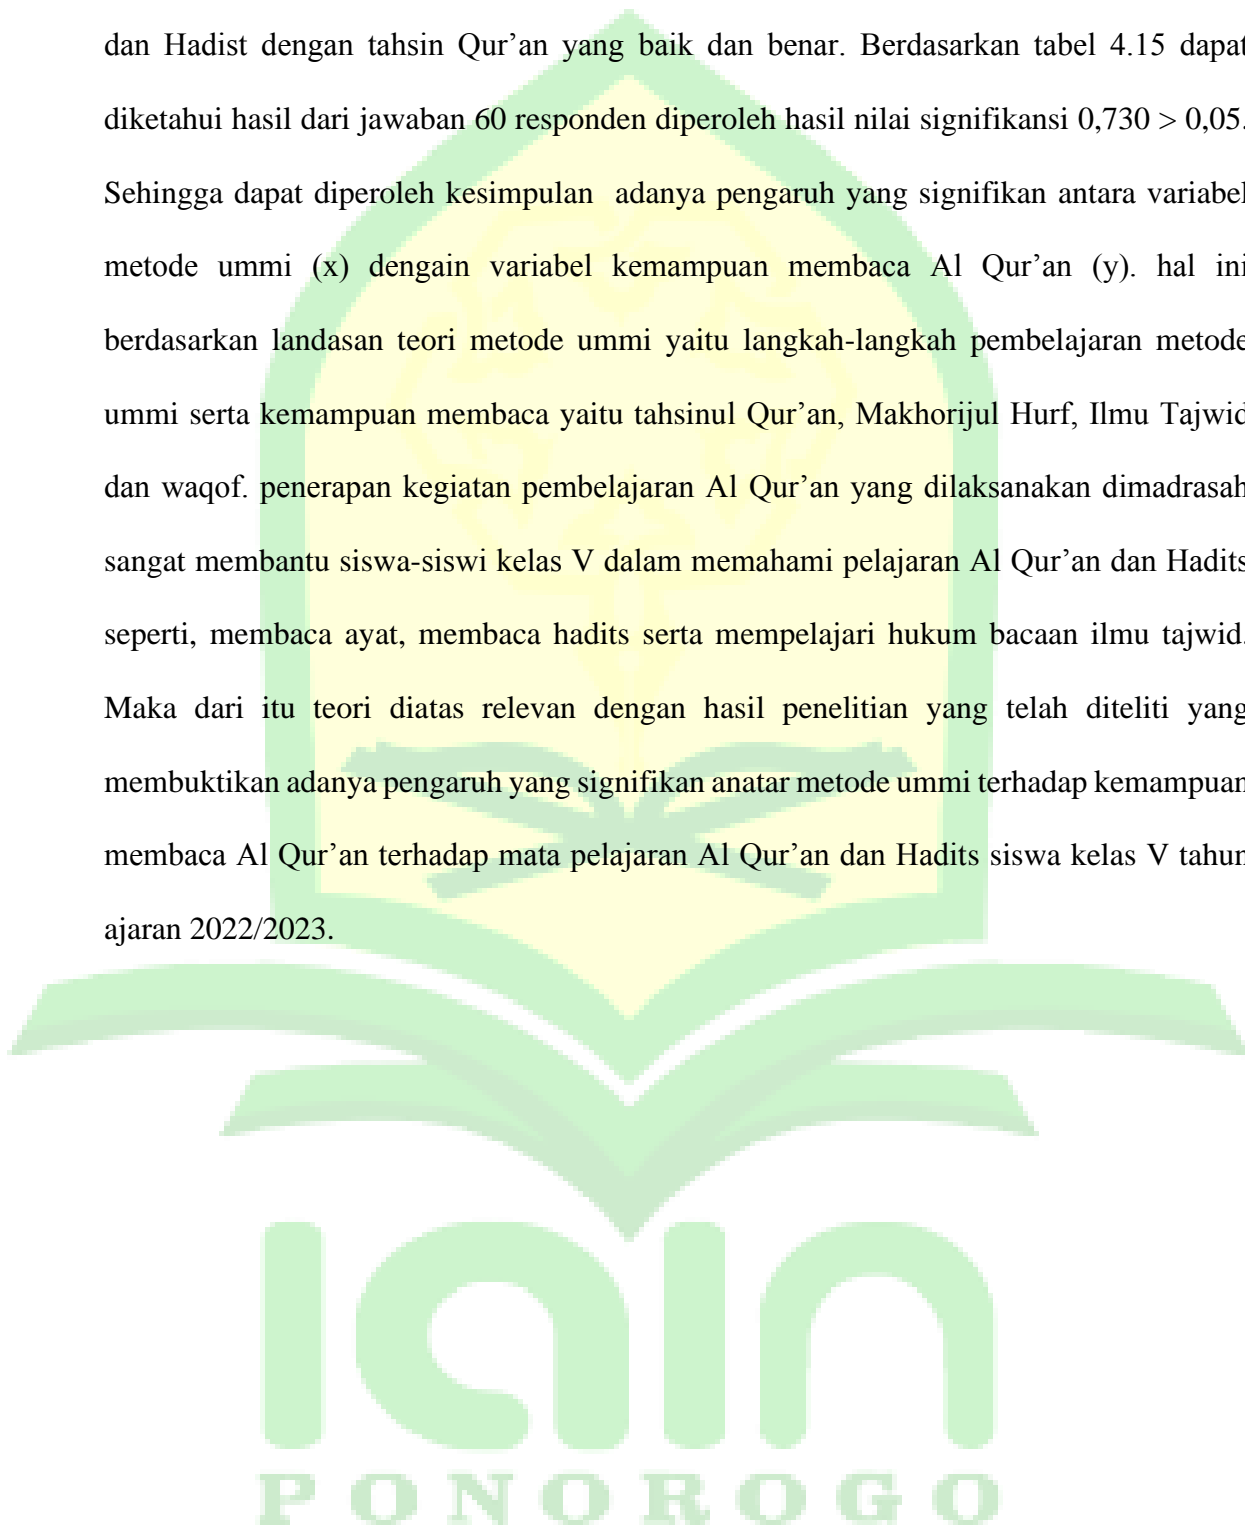 dan Hadist dengan tahsin Qur’an yang baik dan benar. Berdasarkan tabel 4.15 dapat
diketahui hasil dari jawaban 60 responden diperoleh hasil nilai signifikansi 0,730 > 0,05.
Sehingga dapat diperoleh kesimpulan adanya pengaruh yang signifikan antara variabel
metode ummi (x) dengain variabel kemampuan membaca Al Qur’an (y). hal ini
berdasarkan landasan teori metode ummi yaitu langkah-langkah pembelajaran metode
ummi serta kemampuan membaca yaitu tahsinul Qur’an, Makhorijul Hurf, Ilmu Tajwid
dan waqof. penerapan kegiatan pembelajaran Al Qur’an yang dilaksanakan dimadrasah
sangat membantu siswa-siswi kelas V dalam memahami pelajaran Al Qur’an dan Hadits
seperti, membaca ayat, membaca hadits serta mempelajari hukum bacaan ilmu tajwid.
Maka dari itu teori diatas relevan dengan hasil penelitian yang telah diteliti yang
membuktikan adanya pengaruh yang signifikan anatar metode ummi terhadap kemampuan
membaca Al Qur’an terhadap mata pelajaran Al Qur’an dan Hadits siswa kelas V tahun
ajaran 2022/2023.
iain
PONOROGO